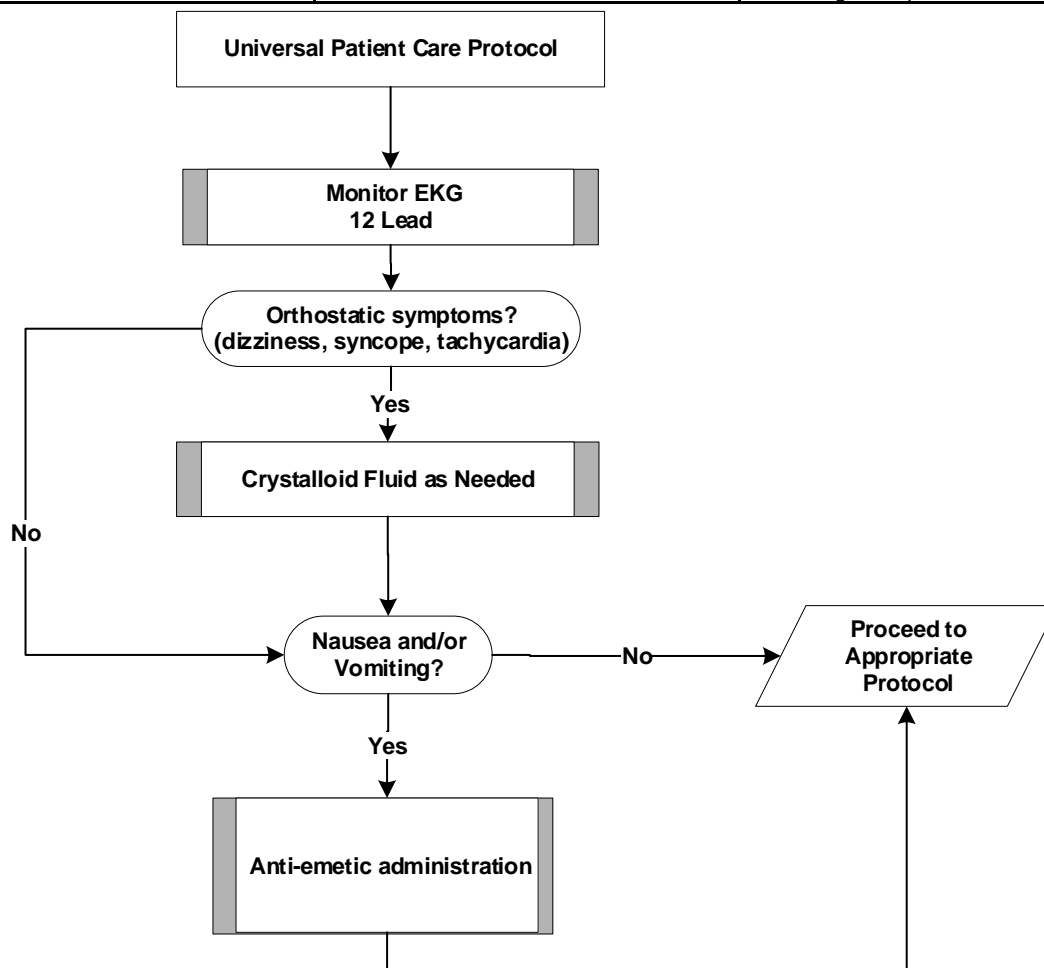 Universal Patient Care Protocol
Monitor EKG
12 Lead
Orthostatic symptoms?
(dizziness, syncope, tachycardia)
Yes
Crystalloid Fluid as Needed
No
Nausea and/or
Vomiting?
No
Proceed to
Appropriate
Protocol
Yes
Anti-emetic administration